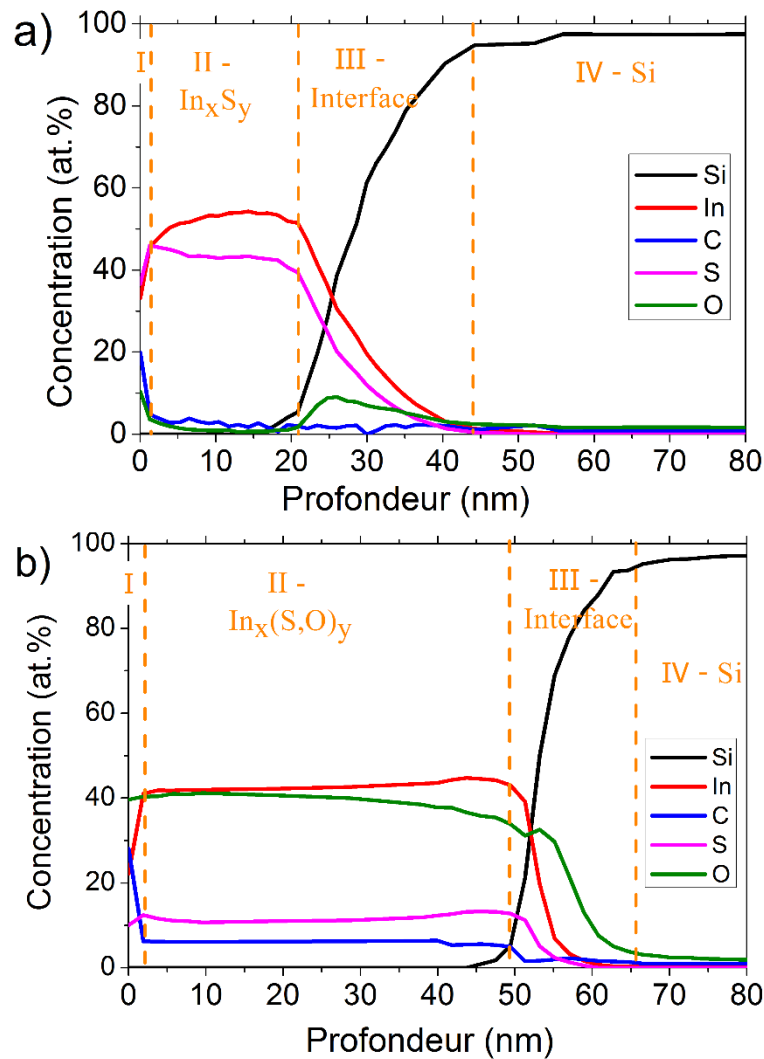 a)
100
80
60
40
20
0
Concentration (at.%)
I
II -
InxSy
III -
Interface
IV - Si
Si
In
C
S
O
0 10 20 30 40 50 60 70 80
Profondeur (nm)
b)
100
80
60
40
20
0
Concentration (at.%)
I
II -
Inx(S,O)y
III -
Interface
IV - Si
Si
In
C
S
O
0 10 20 30 40 50 60 70 80
Profondeur (nm)